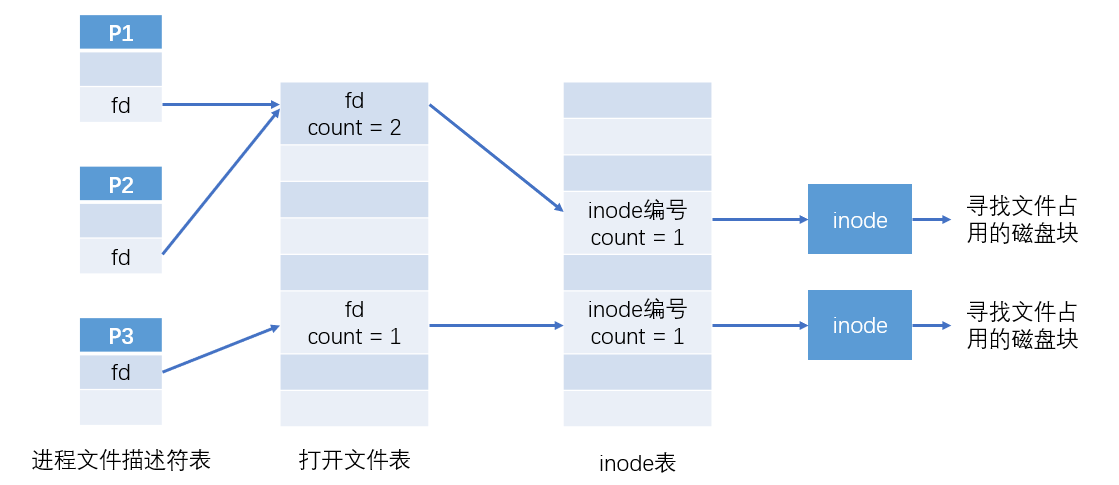 P1
fd
P2
fd
P3
fd
进程文件描述符表
fd
count = 2
fd
count = 1
打开文件表
inode编号
count = 1
inode编号
count = 1
inode表
inode
inode
寻找文件占
用的磁盘块
寻找文件占
用的磁盘块